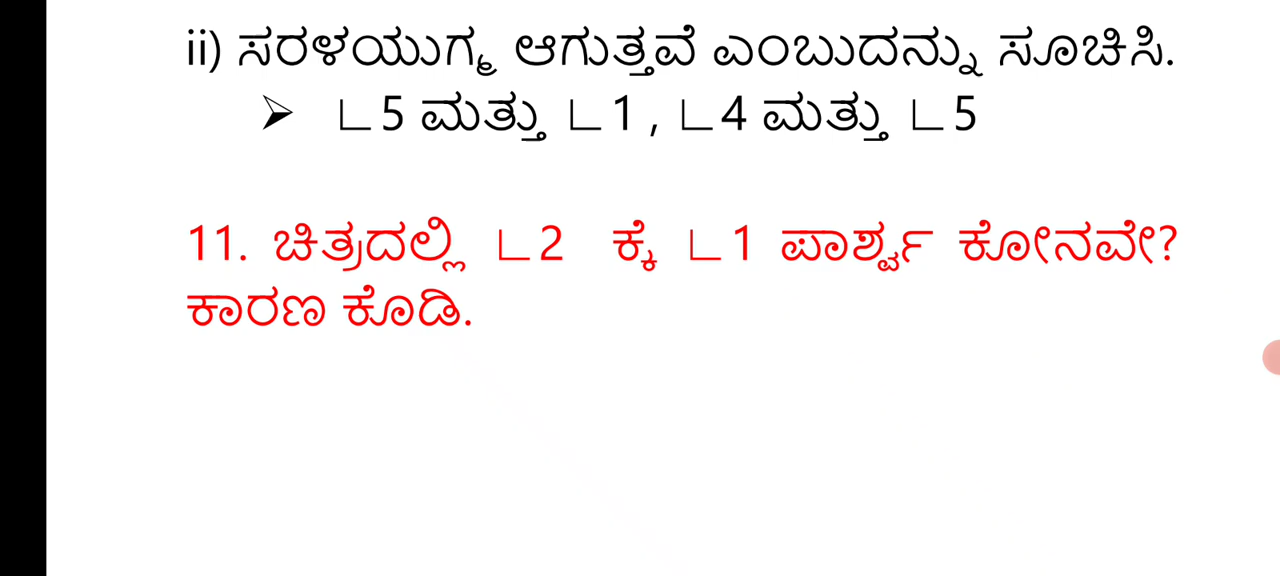 ii) ಸರಳಯುಗ್ಮ ಆಗುತ್ತವೆ ಎಂಬುದನ್ನು ಸೂಚಿಸಿ.
➢ ∟5 ಮತ್ತು ∟1 , ∟4 ಮತ್ತು ∟5
11. ಚಿತ್ರದಲ್ಲಿ ∟2 ಕ್ಕೆ ∟1 ಪಾರ್ಶ್ವ ಕೋನವೇ?
ಕಾರಣ ಕೊಡಿ.